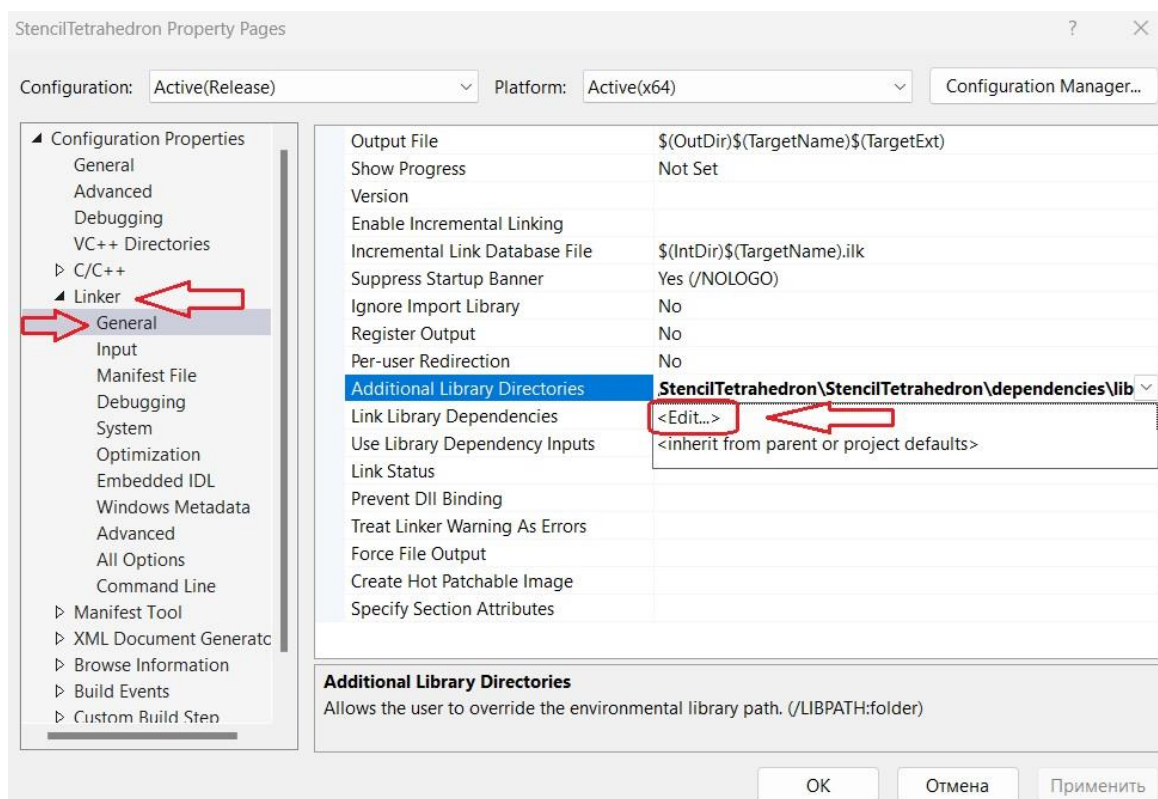 StencilTetrahedron Property Pages ?
Configuration: Active(Release) Platform: Active(x64) Configuration Manager...
Configuration Properties
General
Advanced
Debugging
VC++ Directories
C/C++
Linker
General
Input
Manifest File
Debugging
System
Optimization
Embedded IDL
Windows Metadata
Advanced
All Options
Command Line
Manifest Tool
XML Document Generatc
Browse Information
Build Events
Custom Build Step
Output File $(OutDir)$(TargetName)$(TargetExt)
Show Progress Not Set
Version
Enable Incremental Linking
Incremental Link Database File $(IntDir)$(TargetName).ilk
Suppress Startup Banner Yes (/NOLOGO)
Ignore Import Library No
Register Output No
Per-user Redirection No
Additional Library Directories StencilTetrahedron\StencilTetrahedron\dependencies\lib
Link Library Dependencies <Edit...>
Use Library Dependency Inputs <inherit from parent or project defaults>
Link Status
Prevent Dll Binding
Treat Linker Warning As Errors
Force File Output
Create Hot Patchable Image
Specify Section Attributes
Additional Library Directories
Allows the user to override the environmental library path. (/LIBPATH:folder)
OK Отмена Применить